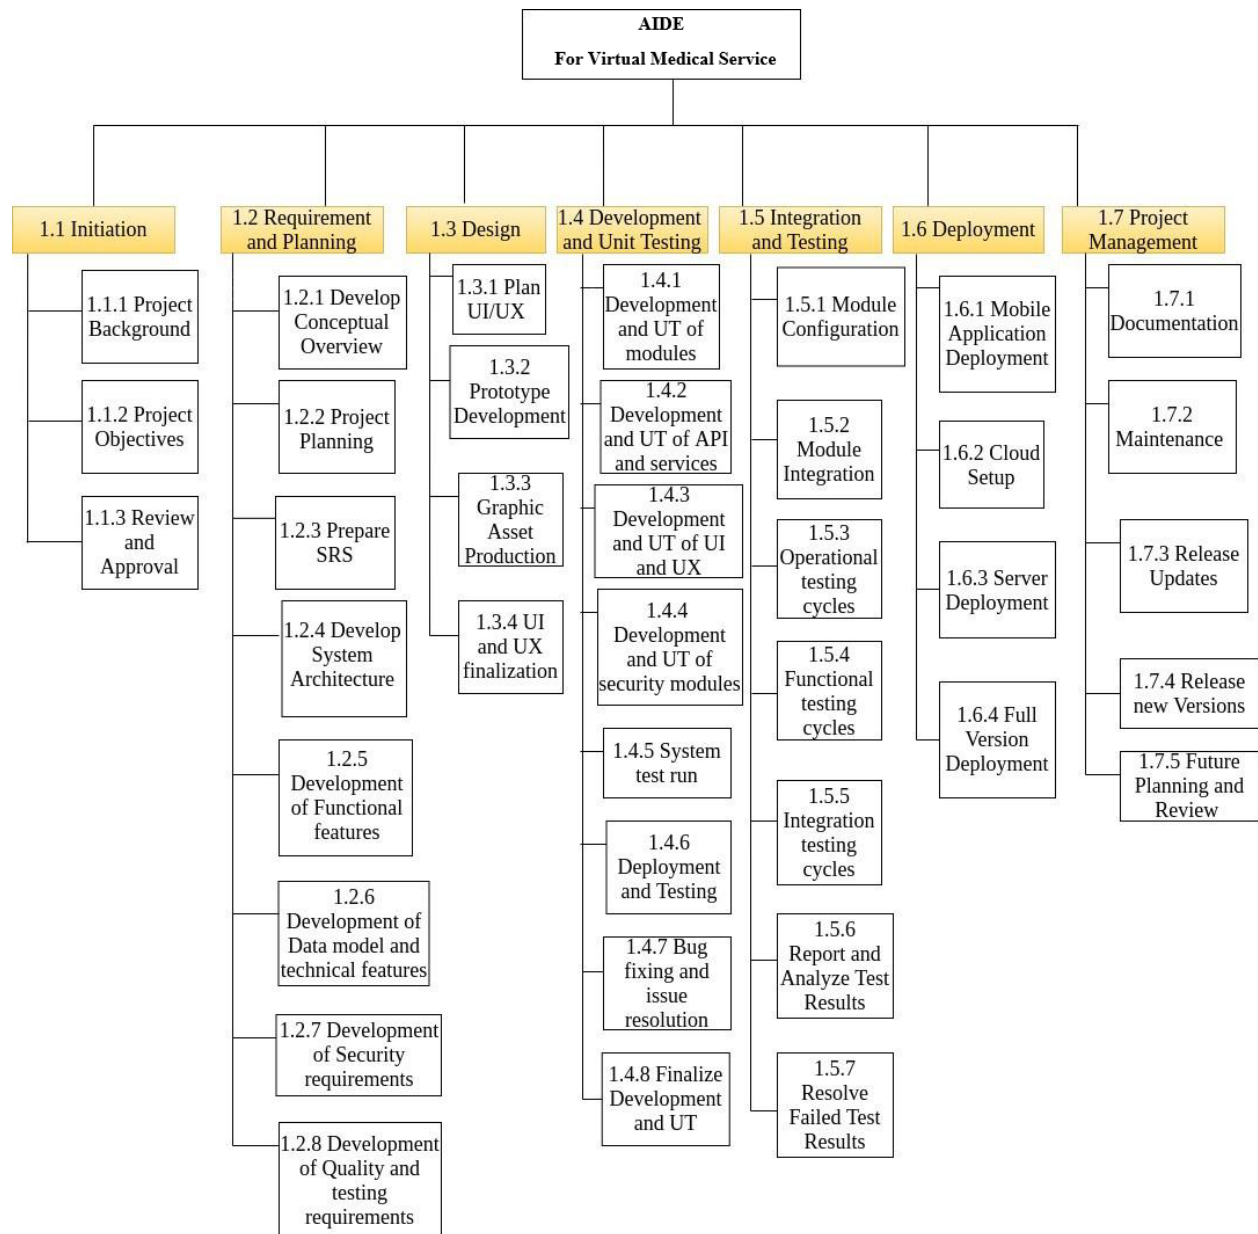 AIDE
For Virtual Medical Service
1.1 Initiation
1.1.1 Project
Background
1.1.2 Project
Objectives
1.1.3 Review
and
Approval
1.2 Requirement
and Planning
1.2.1 Develop
Conceptual
Overview
1.2.2 Project
Planning
1.2.3 Prepare
SRS
1.2.4 Develop
System
Architecture
1.2.5
Development
of Functional
features
1.2.6
Development of
Data model and
technical features
1.2.7 Development
of Security
requirements
1.2.8 Development
of Quality and
testing
requirements
1.3 Design
1.3.1 Plan
UI/UX
1.3.2
Prototype
Development
1.3.3
Graphic
Asset
Production
1.3.4 UI
and UX
finalization
1.4 Development
and Unit Testing
1.4.1
Development
and UT of
modules
1.4.2
Development
and UT of API
and services
1.4.3
Development
and UT of UI
and UX
1.4.4
Development
and UT of
security modules
1.4.5 System
test run
1.4.6
Deployment
and Testing
1.4.7 Bug
fixing and
issue
resolution
1.4.8 Finalize
Development
and UT
1.5 Integration
and Testing
1.5.1 Module
Configuration
1.5.2
Module
Integration
1.5.3
Operational
testing
cycles
1.5.4
Functional
testing
cycles
1.5.5
Integration
testing
cycles
1.5.6
Report and
Analyze Test
Results
1.5.7
Resolve
Failed Test
Results
1.6 Deployment
1.6.1 Mobile
Application
Deployment
1.6.2 Cloud
Setup
1.6.3 Server
Deployment
1.6.4 Full
Version
Deployment
1.7 Project
Management
1.7.1
Documentation
1.7.2
Maintenance
1.7.3 Release
Updates
1.7.4 Release
new Versions
1.7.5 Future
Planning and
Review